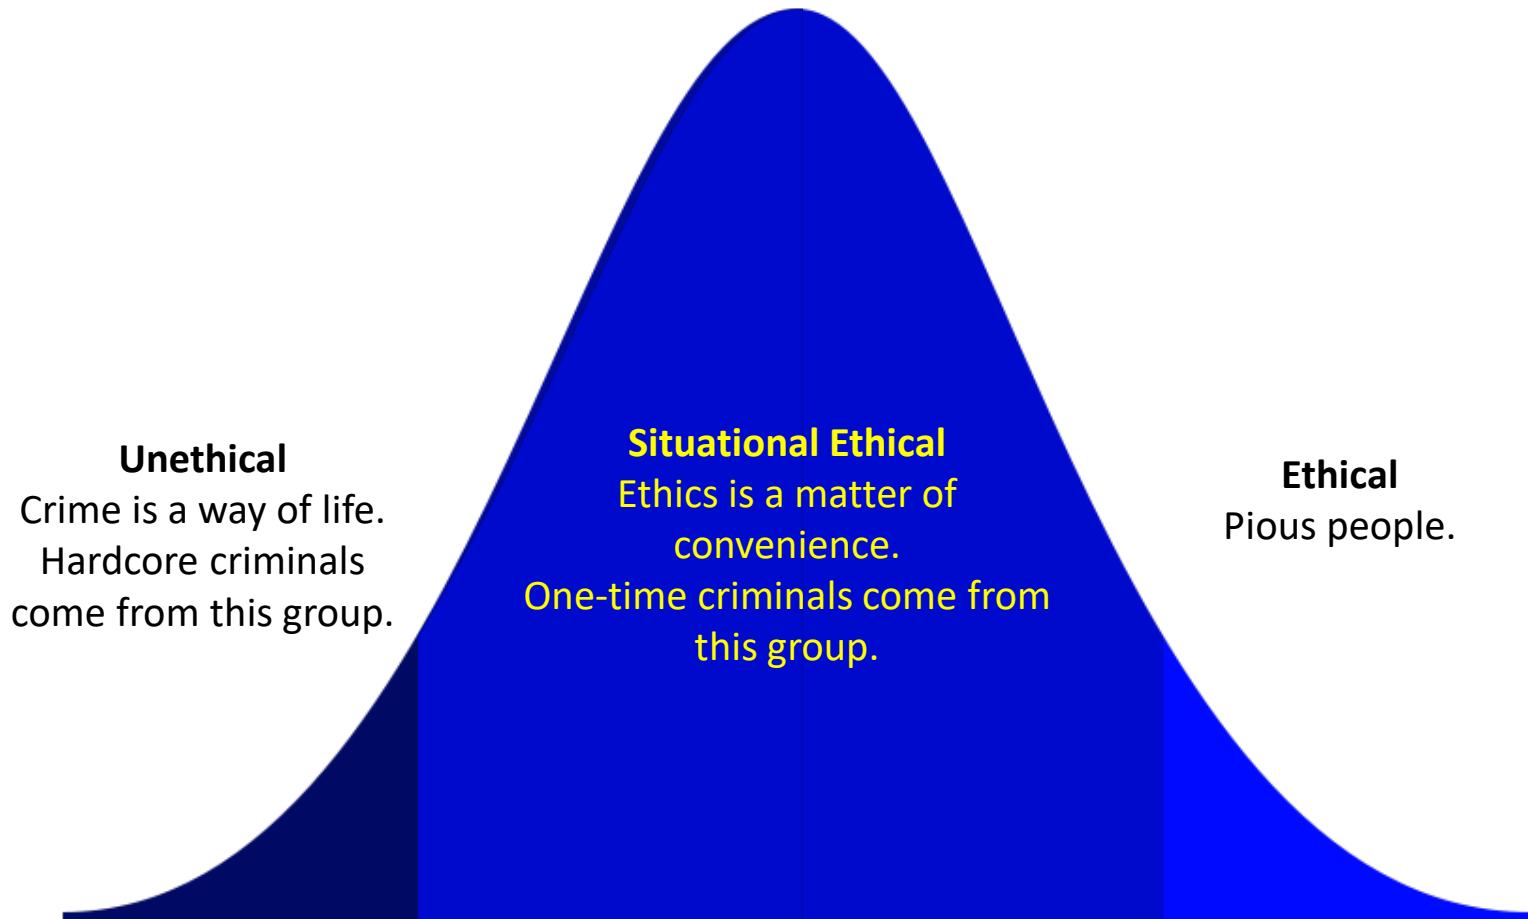 Unethical
Crime is a way of life.
Hardcore criminals
come from this group.
Situational Ethical
Ethics is a matter of
convenience.
One-time criminals come from
this group.
Ethical
Pious people.